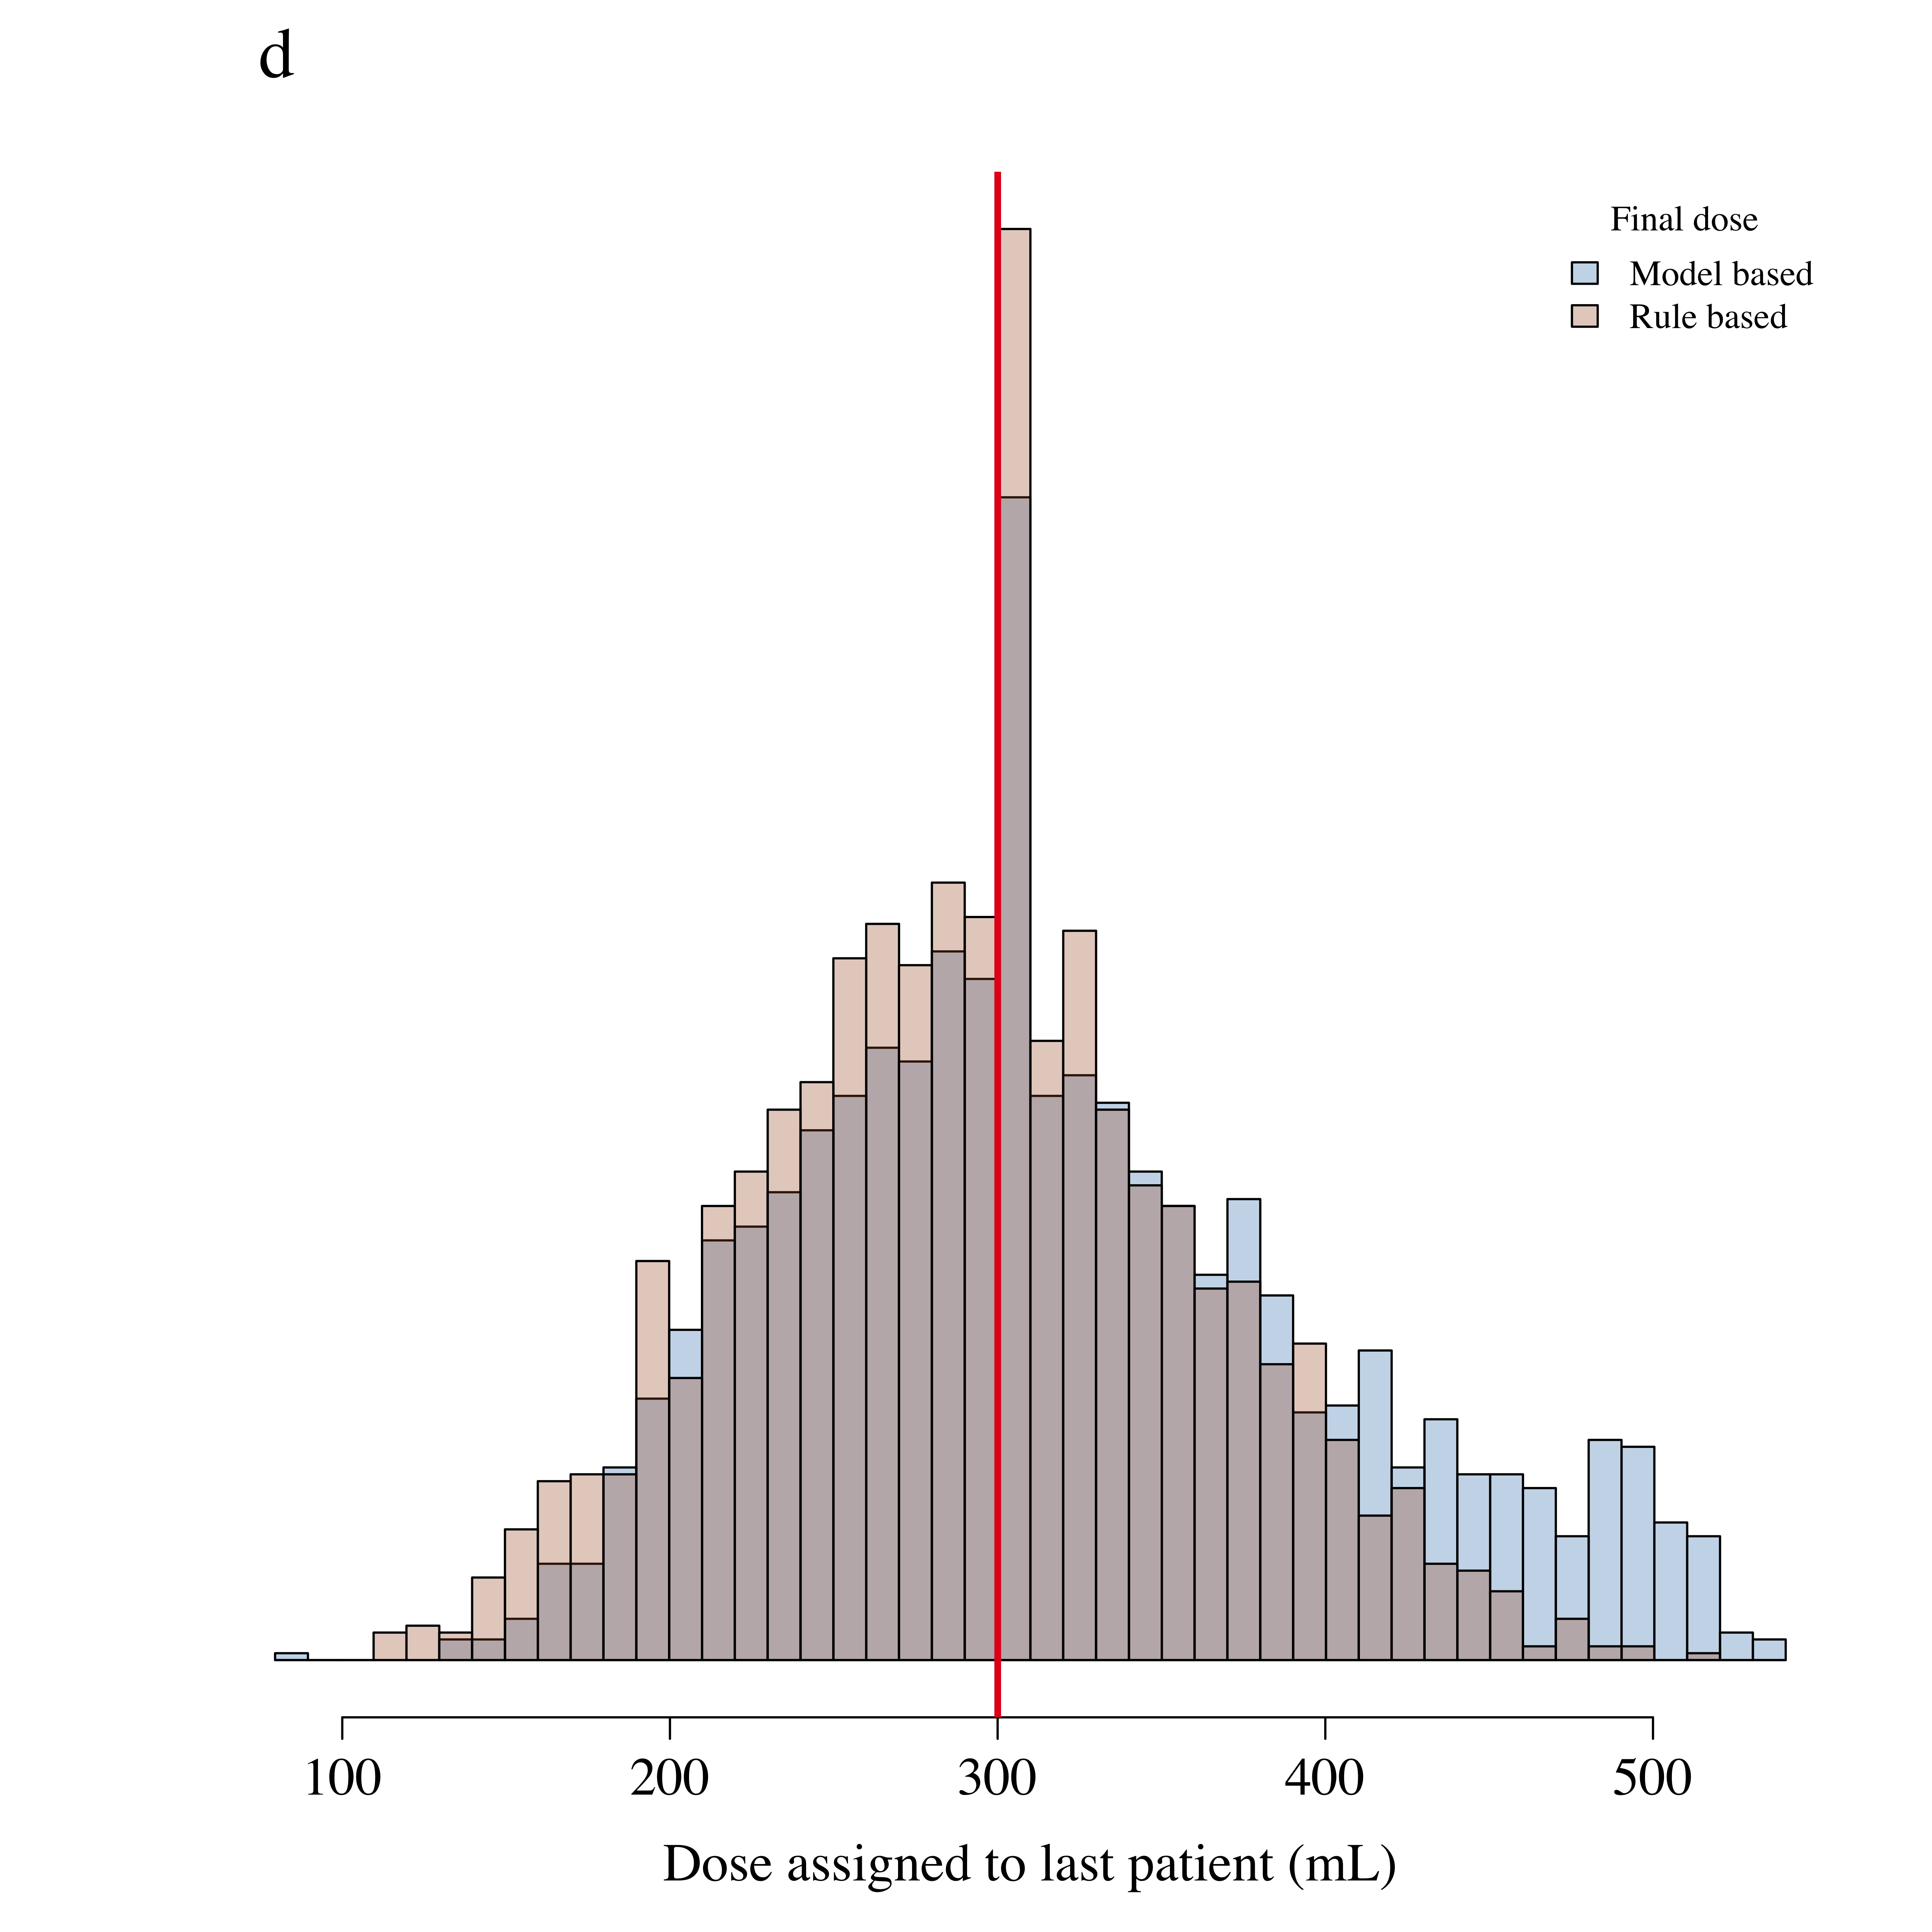 d
Final dose
Model based
Rule based
100 200 300 400 500
Dose assigned to last patient (mL)